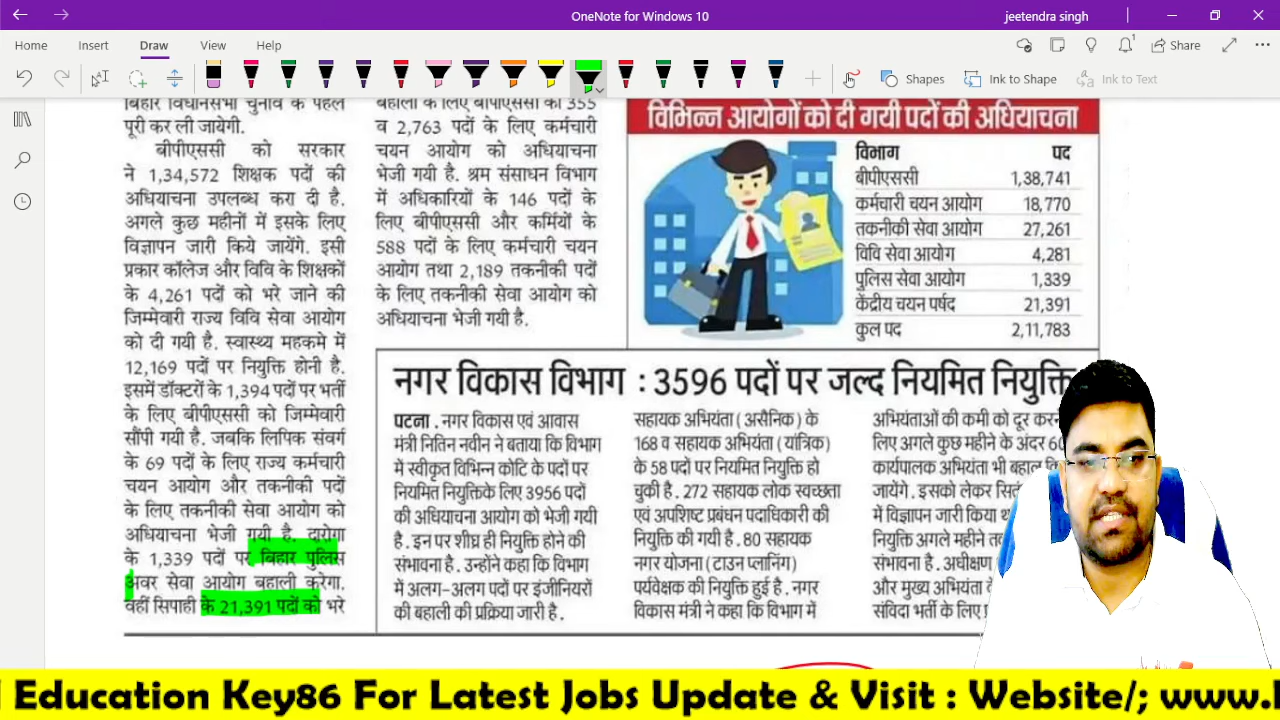 OneNote for Windows 10
jeetendra singh
Home Insert Draw View Help
Share
Shapes
Ink to Shape
Ink to Text
बिहार विधानसभा चुनाव के पहले
पूरी कर ली जायेगी.
बीपीएससी को सरकार
ने 1,34,572 शिक्षक पदों की
अधियाचना उपलब्ध करा दी है.
अगले कुछ महीनों में इसके लिए
विज्ञापन जारी किये जायेंगे. इसी
प्रकार कॉलेज और विवि के शिक्षकों
के 4,261 पदों को भरे जाने की
जिम्मेवारी राज्य विवि सेवा आयोग
को दी गयी है. स्वास्थ्य महकमे में
12,169 पदों पर नियुक्ति होनी है.
इसमें डॉक्टरों के 1,394 पदों पर भर्ती
के लिए बीपीएससी को जिम्मेवारी
सौंपी गयी है. जबकि लिपिक संवर्ग
के 69 पदों के लिए राज्य कर्मचारी
चयन आयोग और तकनीकी पदों
के लिए तकनीकी सेवा आयोग को
अधियाचना भेजी गयी है. दारोगा
के 1,339 पदों पर बिहार पुलिस
अवर सेवा आयोग बहाली करेगा.
वहीं सिपाही के 21,391 पदों को भरे
बहाली के लिए बीपीएससी को 355
व 2,763 पदों के लिए कर्मचारी
चयन आयोग को अधियाचना
भेजी गयी है. श्रम संसाधन विभाग
में अधिकारियों के 146 पदों के
लिए बीपीएससी और कर्मियों के
588 पदों के लिए कर्मचारी चयन
आयोग तथा 2,189 तकनीकी पदों
के लिए तकनीकी सेवा आयोग को
अधियाचना भेजी गयी है.
विभिन्न आयोगों को दी गयी पदों की अधियाचना
विभाग पद
बीपीएससी 1,38,741
कर्मचारी चयन आयोग 18,770
तकनीकी सेवा आयोग 27,261
विवि सेवा आयोग 4,281
पुलिस सेवा आयोग 1,339
केंद्रीय चयन पर्षद 21,391
कुल पद 2,11,783
नगर विकास विभाग : 3596 पदों पर जल्द नियमित नियुक्ति
पटना. नगर विकास एवं आवास
मंत्री नितिन नवीन ने बताया कि विभाग
में स्वीकृत विभिन्न कोटि के पदों पर
नियमित नियुक्तिके लिए 3956 पदों
की अधियाचना आयोग को भेजी गयी
है. इन पर शीघ्र ही नियुक्ति होने की
संभावना है. उन्होंने कहा कि विभाग
में अलग-अलग पदों पर इंजीनियरों
की बहाली की प्रक्रिया जारी है.
सहायक अभियंता (असैनिक) के
168 व सहायक अभियंता (यांत्रिक)
के 58 पदों पर नियमित नियुक्ति हो
चुकी है. 272 सहायक लोक स्वच्छता
एवं अपशिष्ट प्रबंधन पदाधिकारी की
नियुक्ति की गयी है. 80 सहायक
नगर योजना (टाउन प्लानिंग)
पर्यवेक्षक की नियुक्ति हुई है. नगर
विकास मंत्री ने कहा कि विभाग में
अभियंताओं की कमी को दूर
लिए अगले कुछ महीने के अंदर
कार्यपालक अभियंता भी
जायेंगे. इसको लेकर
में विज्ञापन जारी किया
नियुक्ति अगले महीने
संभावना है. अधीक्षण
और मुख्य अभियंता
संविदा भर्ती के लिए
Education Key86 For Latest Jobs Update & Visit : Website/; www.